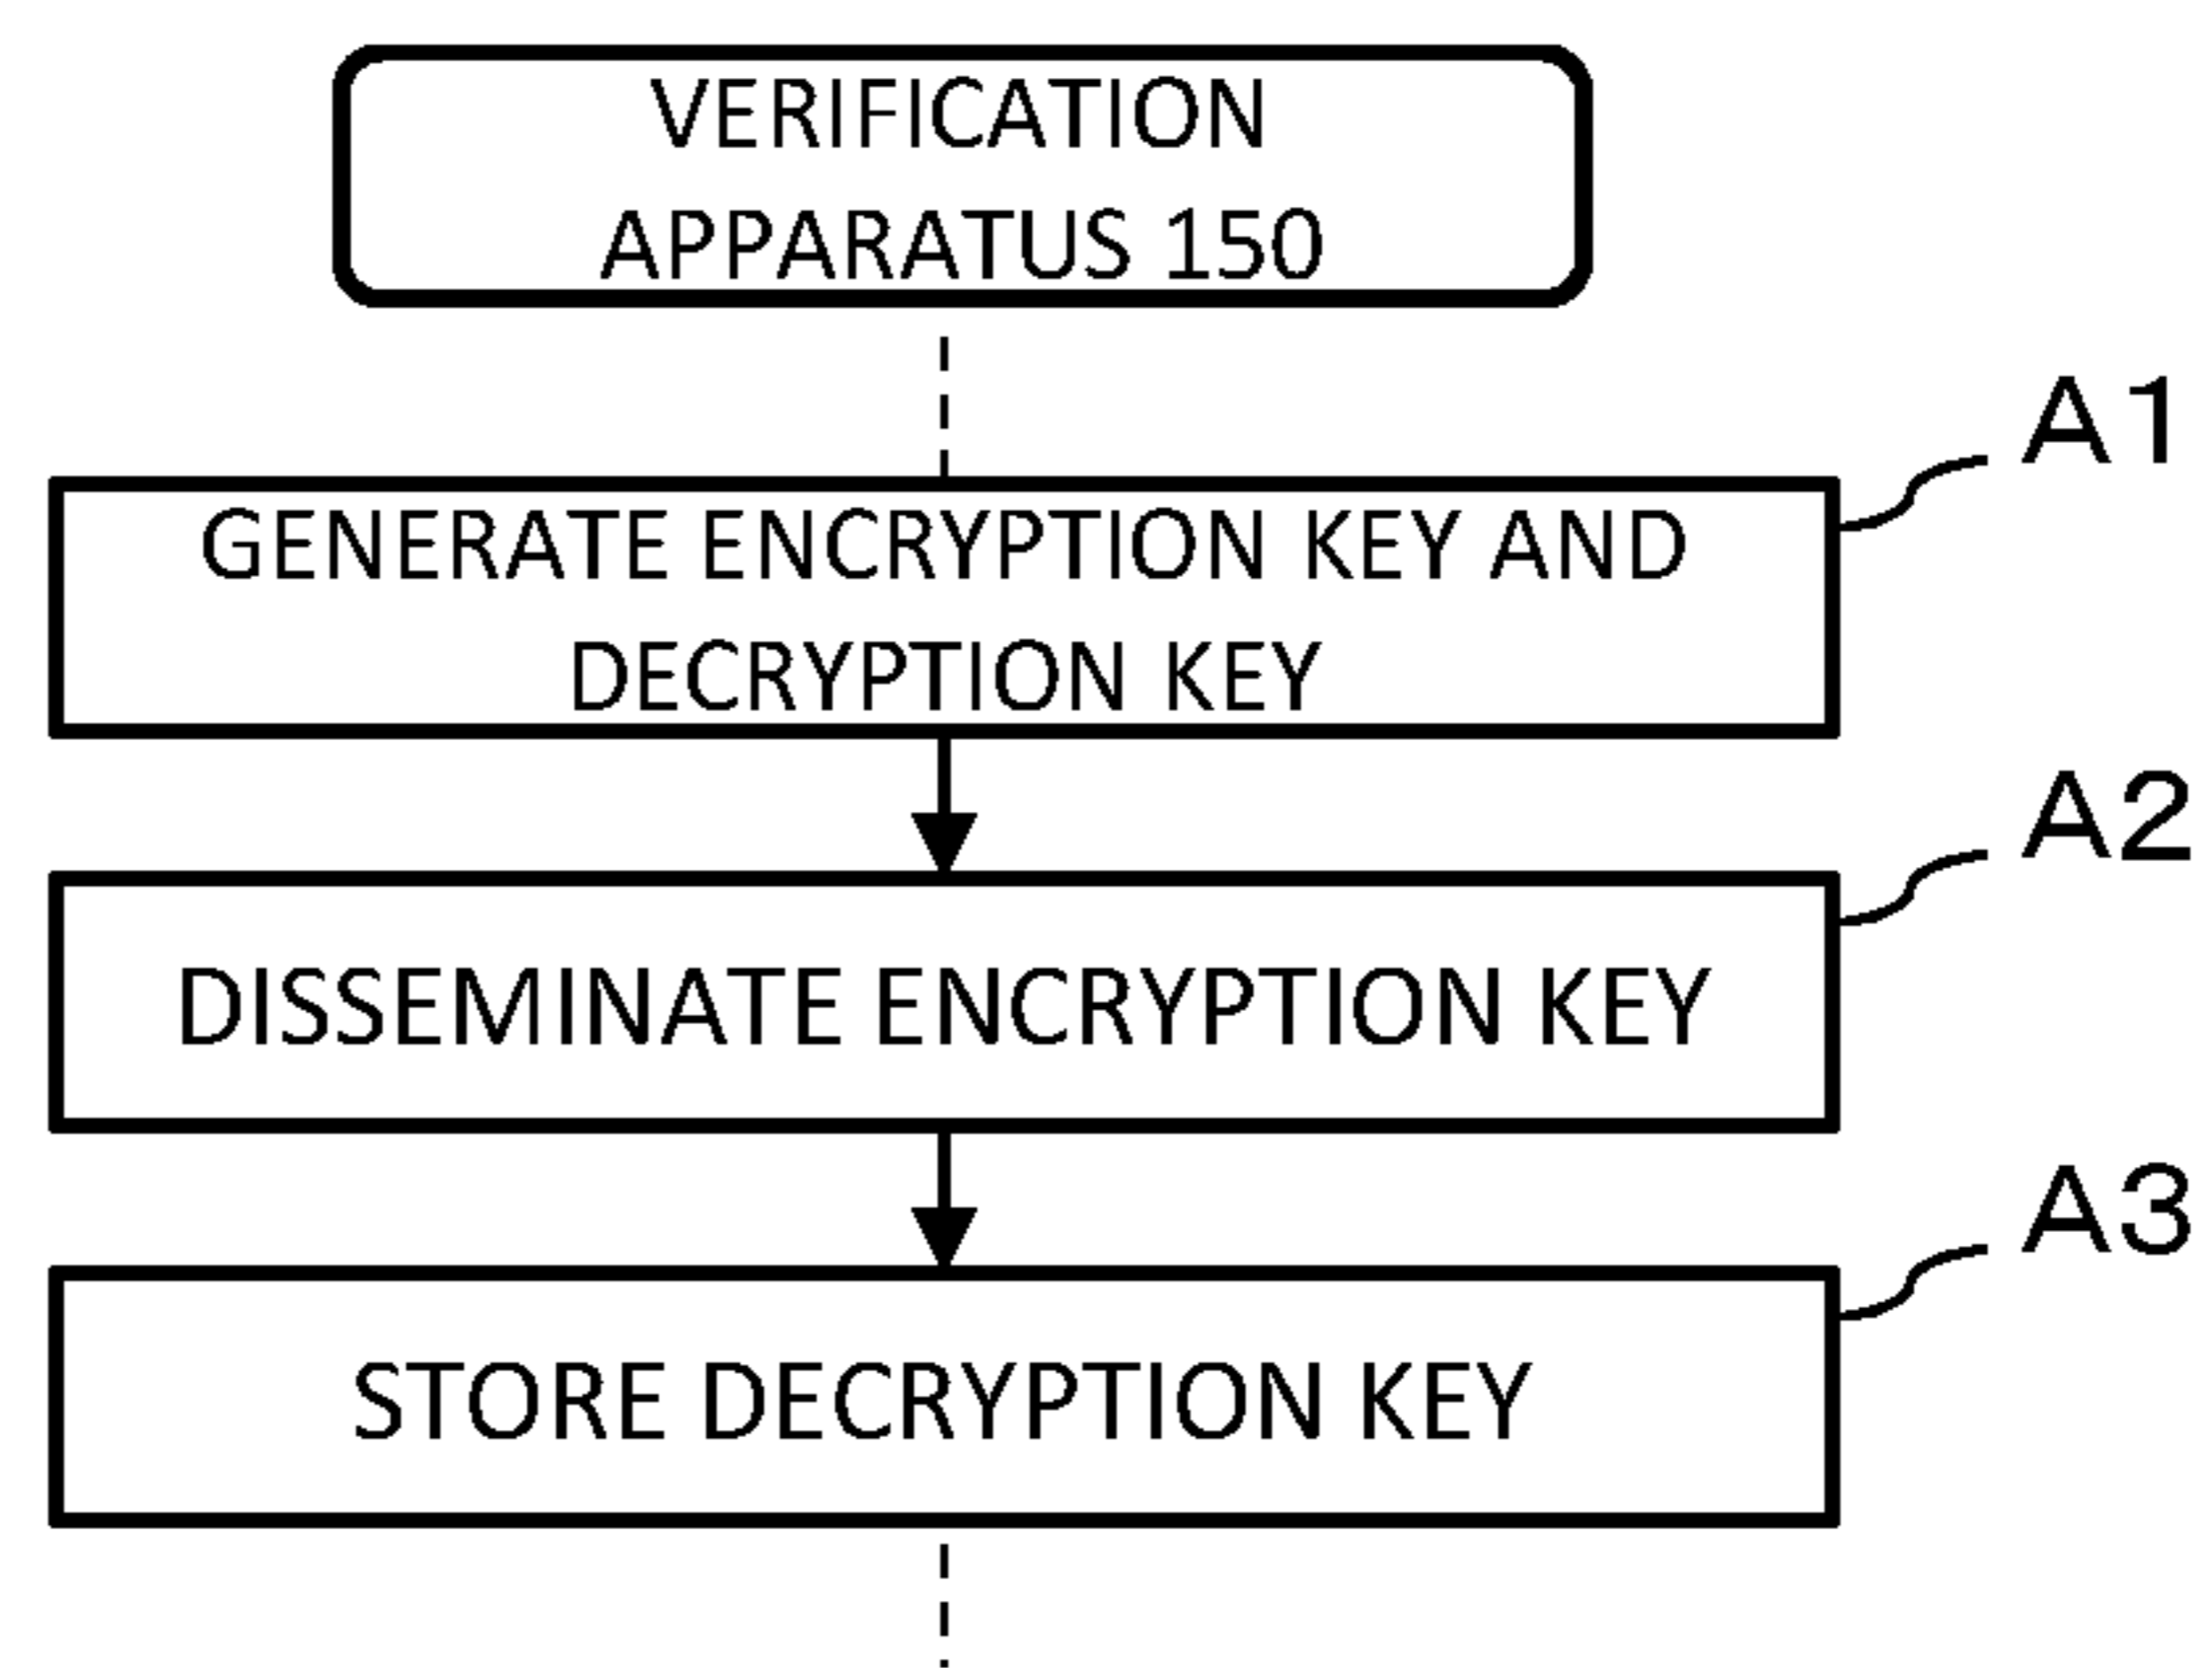 VERIFICATION
APPARATUS 150
A1
GENERATE ENCRYPTION KEY AND
DECRYPTION KEY
A2
DISSEMINATE ENCRYPTION KEY
A3
STORE DECRYPTION KEY